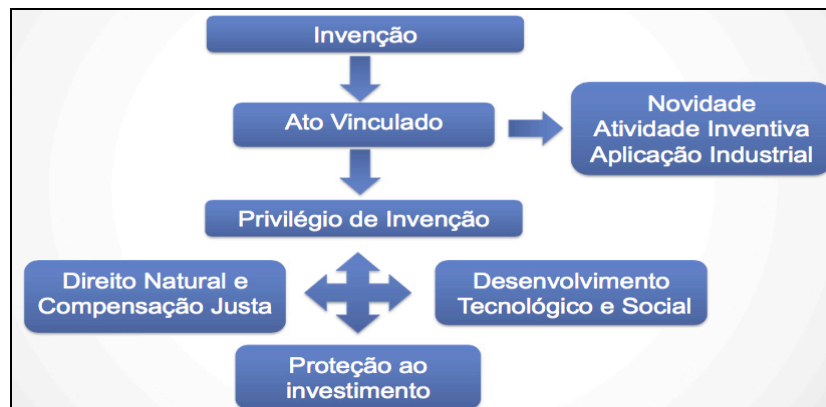 Invenção
Ato Vinculado
Novidade
Atividade Inventiva
Aplicação Industrial
Privilégio de Invenção
Direito Natural e
Compensação Justa
Desenvolvimento
Tecnológico e Social
Proteção ao
investimento